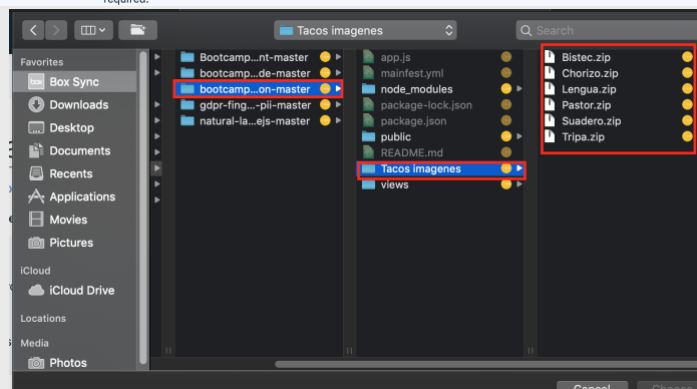 required.
Tacos imagenes
Search
Favorites
box Box Sync
Downloads
Desktop
Documents
Recents
Applications
Movies
Pictures
iCloud
iCloud Drive
Locations
Media
Photos
Bootcamp...nt-master
bootcamp...de-master
bootcamp...on-master
gdpr-fing...-pii-master
natural-la...ejs-master
app.js
mainfest.yml
node_modules
package-lock.json
package.json
public
README.md
Tacos imagenes
views
Bistec.zip
Chorizo.zip
Lengua.zip
Pastor.zip
Suadero.zip
Tripa.zip
Cancel
Choose